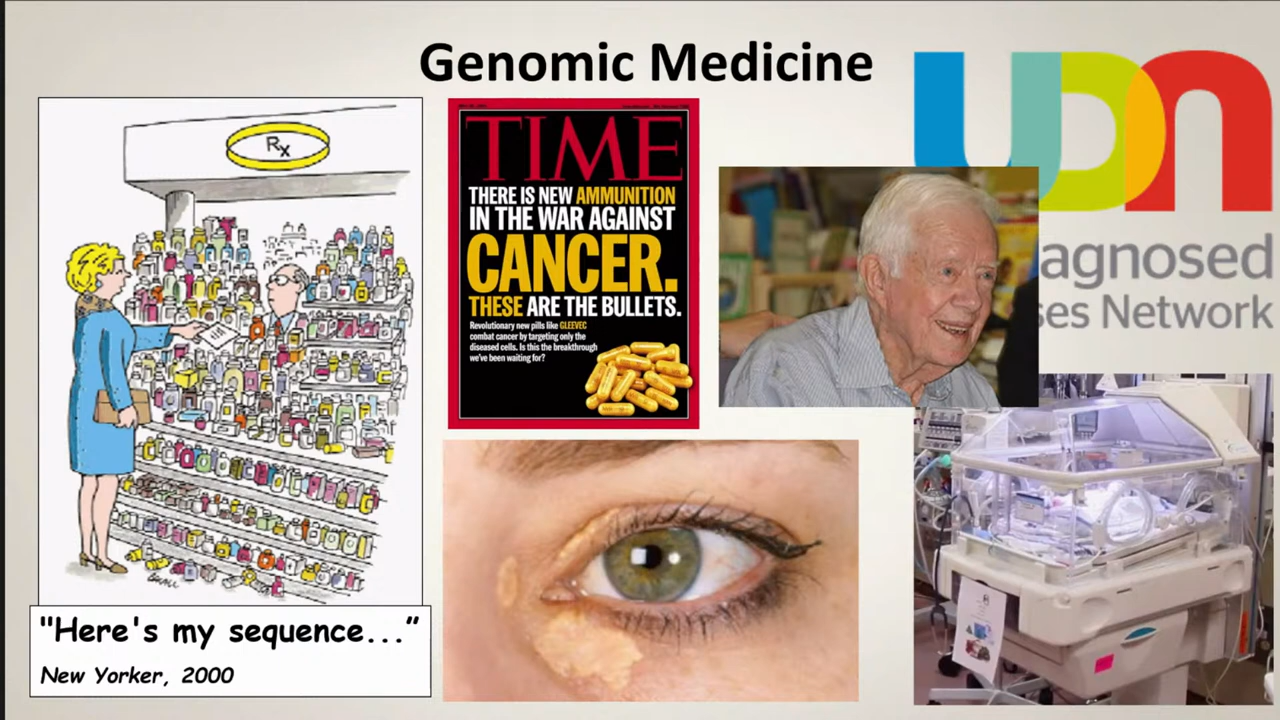 Genomic Medicine
Rx
"Here's my sequence..."
New Yorker, 2000
TIME
THERE IS NEW AMMUNITION
IN THE WAR AGAINST
CANCER.
THESE ARE THE BULLETS.
Revolutionary new pills like GLEEVEC
combat cancer by targeting only the
diseased cells. Is this the breakthrough
we've been waiting for?
UDN
agnosed
ses Network